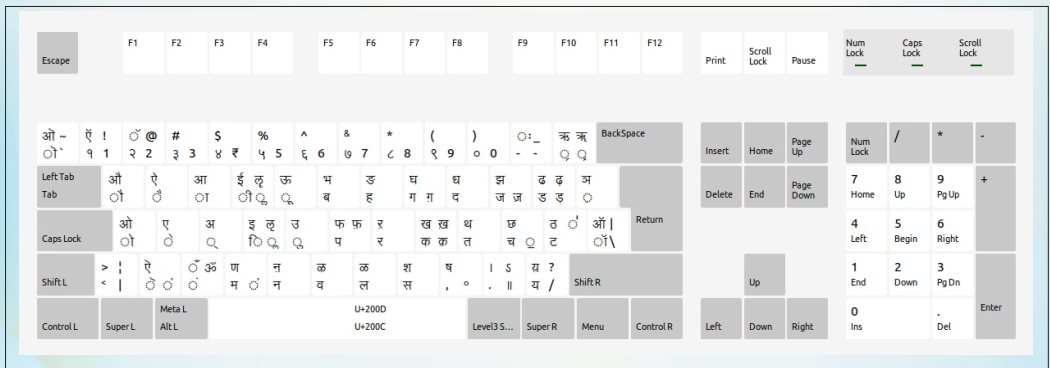 Escape F1 F2 F3 F4 F5 F6 F7 F8 F9 F10 F11 F12 Print Scroll Lock Pause Num Lock Caps Lock Scroll Lock
ऒ ~ ऍ ! ॅ @ # $ % ^ & * ( ) ः _ ऋ ॠ BackSpace Insert Home Page Up Num Lock / * -
ॊ ` १ 1 २ 2 ३ 3 ४ ₹ ५ 5 ६ 6 ७ 7 ८ 8 ९ 9 ० 0 - - ृ ॄ
Left Tab औ ऐ आ ई ॡ ऊ भ ङ घ ध झ ढ ढ़ ञ Delete End Page Down 7 8 9 +
Tab ौ ै ा ी ॣ ू ब ह ग ग़ द ज ज़ ड ड़ ़ Return Home Up Pg Up
Caps Lock ओ ए अ इ ऌ उ फ फ़ ऱ ख ख़ थ छ ठ ॑ ऑ | 4 5 6
ो े ् ि ॢ ु प र क क़ त च ॒ ट ॉ \ Left Begin Right
Shift L > ¦ ऎ ँ ॐ ण ऩ ळ ऴ श ष । ऽ य़ ? Shift R Up 1 2 3 Enter
< | ॆ ं म न व ल स , ॰ . ॥ य / End Down Pg Dn
Control L Super L Meta L U+200D Level3 S... Super R Menu Control R Left Down Right 0 .
Alt L U+200C Ins Del